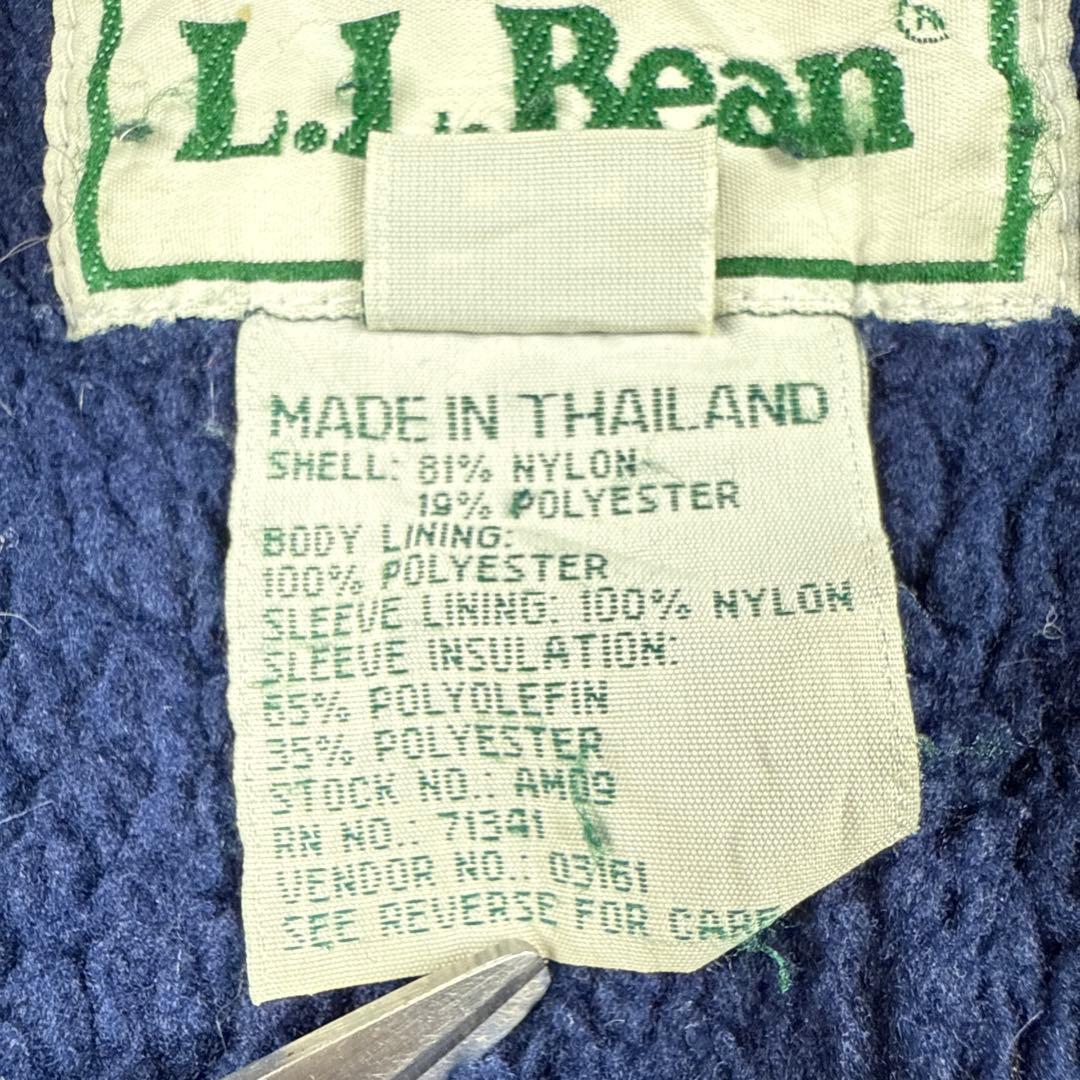 L.L.Bean
MADE IN THAILAND
SHELL: 81% NYLON
19% POLYESTER
BODY LINING:
100% POLYESTER
SLEEVE LINING: 100% NYLON
SLEEVE INSULATION:
65% POLYOLEFIN
35% POLYESTER
STOCK NO.: AM09
RN NO.: 71341
VENDOR NO.: 03161
SEE REVERSE FOR CARE